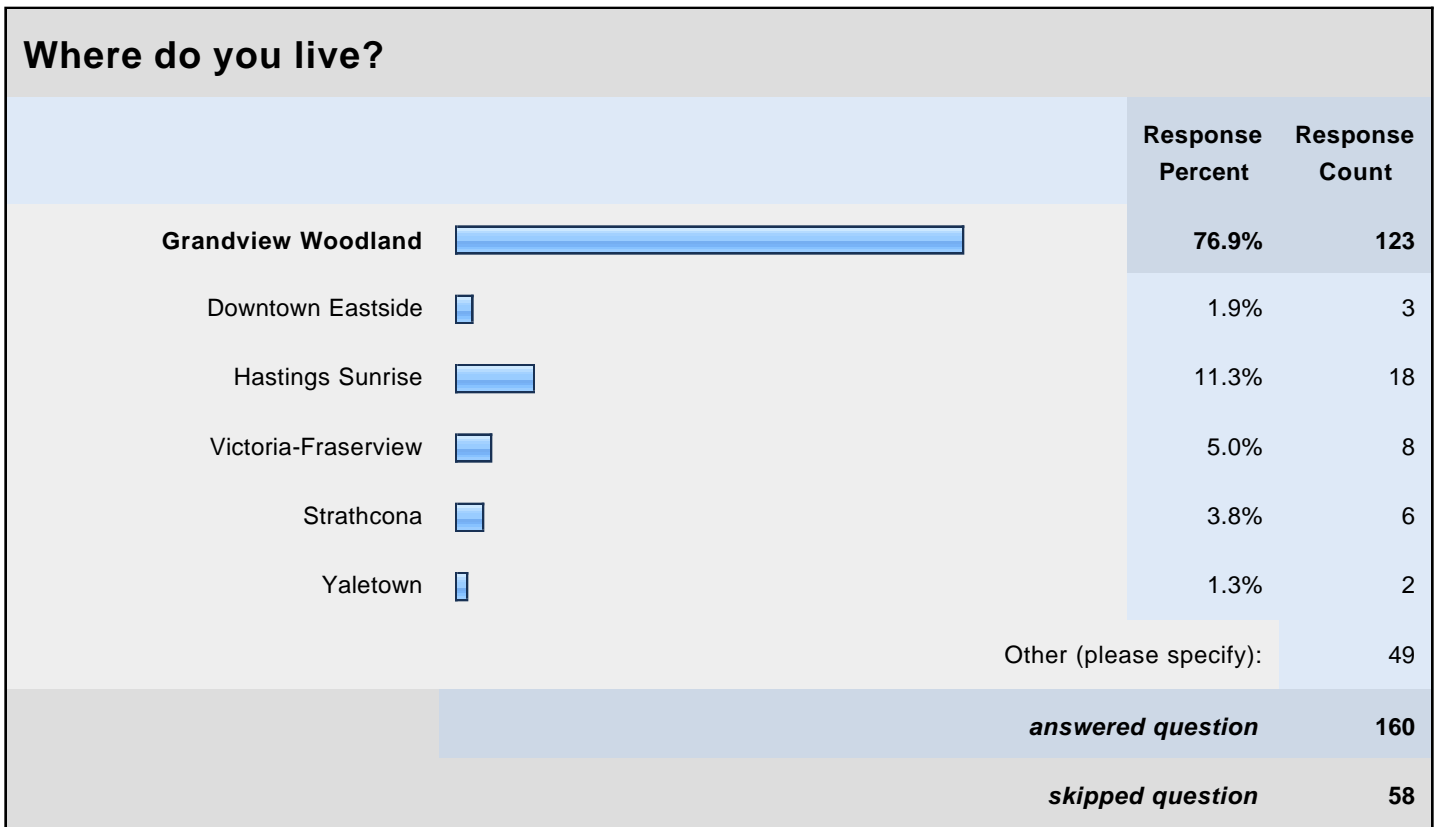 Where do you live?
Response Percent Response Count
Grandview Woodland 76.9% 123
Downtown Eastside 1.9% 3
Hastings Sunrise 11.3% 18
Victoria-Fraserview 5.0% 8
Strathcona 3.8% 6
Yaletown 1.3% 2
Other (please specify): 49
answered question 160
skipped question 58